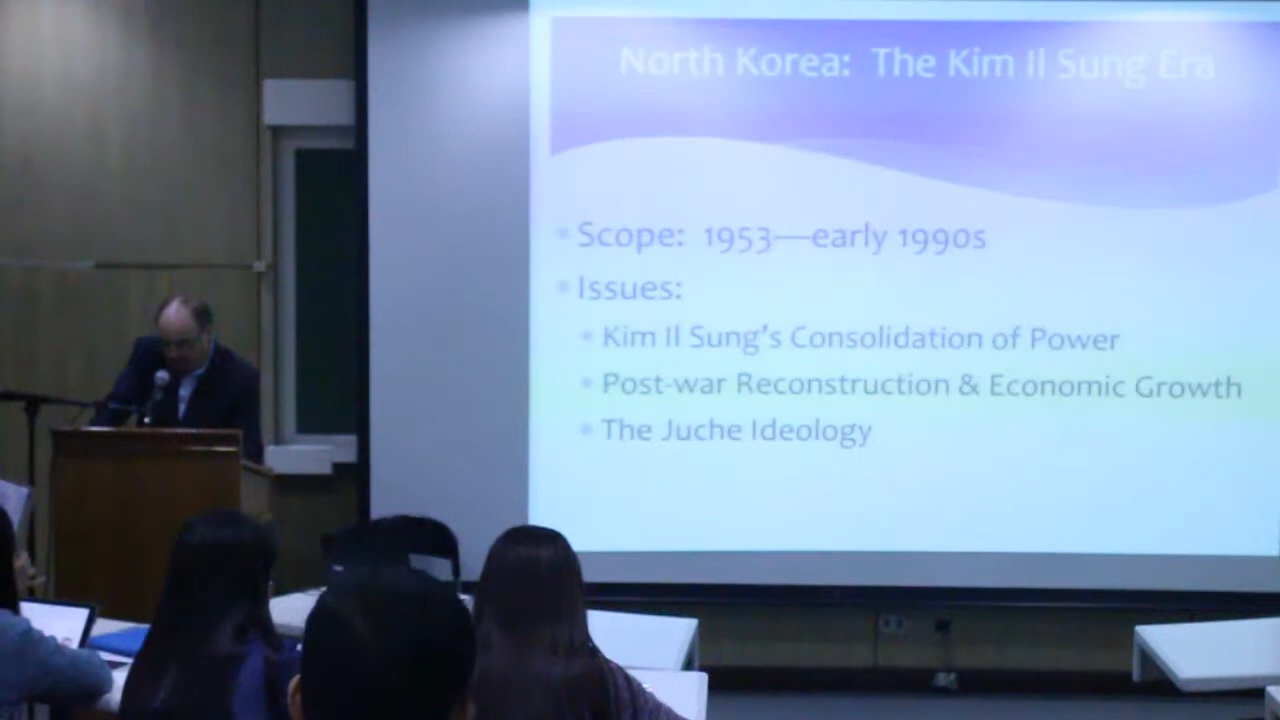 North Korea: The Kim Il Sung Era
Scope: 1953—early 1990s
Issues:
Kim Il Sung's Consolidation of Power
Post-war Reconstruction & Economic Growth
The Juche Ideology